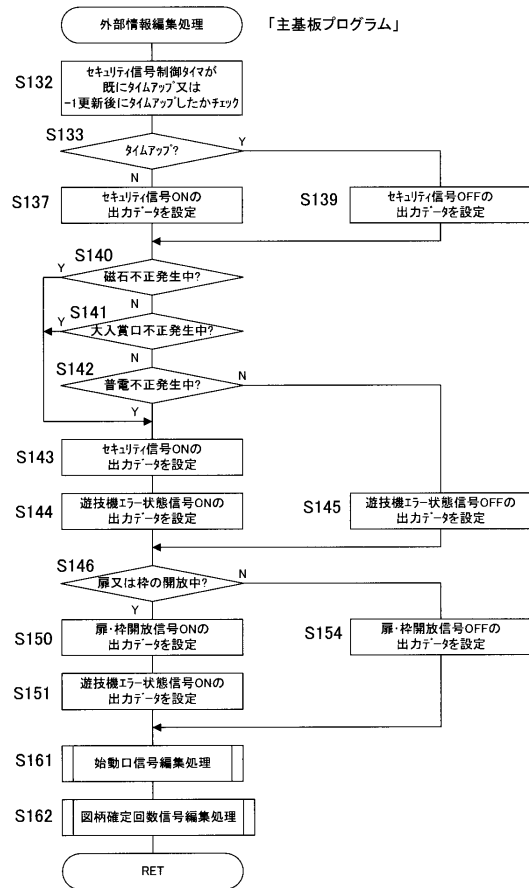 外部情報編集処理
「主基板プログラム」
S132
セキュリティ信号制御タイマが
既にタイムアップ又は
-1更新後にタイムアップしたかチェック
S133
タイムアップ?
Y
N
S137
セキュリティ信号ONの
出力データを設定
S139
セキュリティ信号OFFの
出力データを設定
S140
Y
磁石不正発生中?
N
S141
Y
大入賞口不正発生中?
N
S142
普電不正発生中?
N
Y
S143
セキュリティ信号ONの
出力データを設定
S144
遊技機エラー状態信号ONの
出力データを設定
S145
遊技機エラー状態信号OFFの
出力データを設定
S146
扉又は枠の開放中?
N
Y
S150
扉・枠開放信号ONの
出力データを設定
S154
扉・枠開放信号OFFの
出力データを設定
S151
遊技機エラー状態信号ONの
出力データを設定
S161
始動口信号編集処理
S162
図柄確定回数信号編集処理
RET